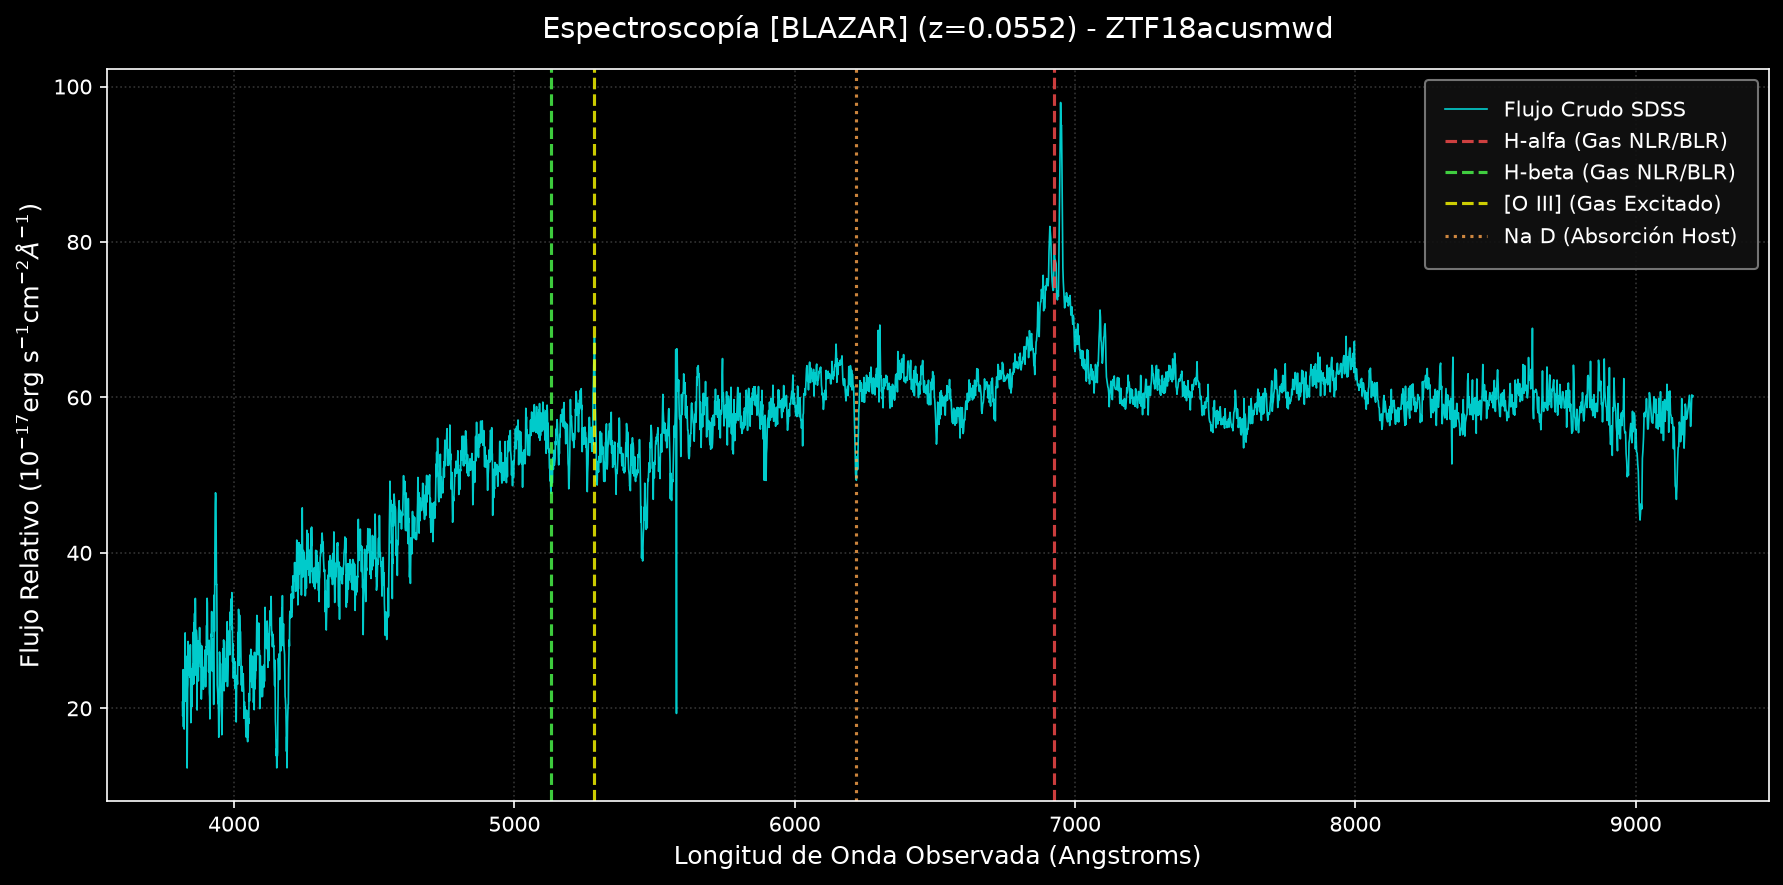 Espectroscopía [BLAZAR] (z=0.0552) - ZTF18acusmwd
100
80
60
40
20
Flujo Relativo (10⁻¹⁷erg s⁻¹cm⁻²Å⁻¹)
Flujo Crudo SDSS
H-alfa (Gas NLR/BLR)
H-beta (Gas NLR/BLR)
[O III] (Gas Excitado)
Na D (Absorción Host)
4000 5000 6000 7000 8000 9000
Longitud de Onda Observada (Angstroms)